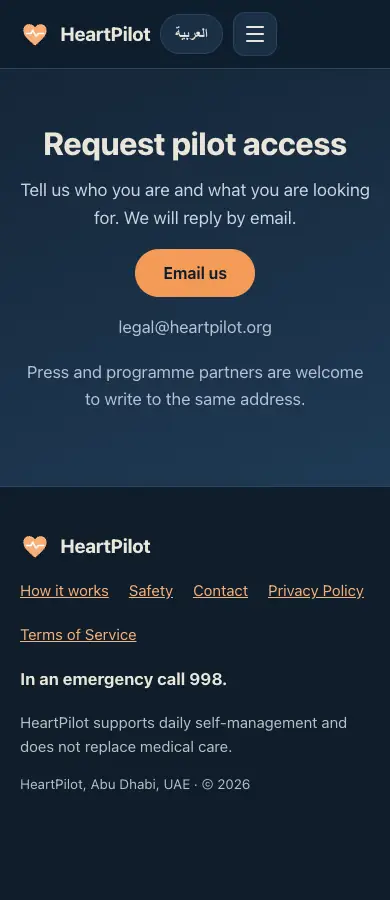 HeartPilot
العربية
Request pilot access
Tell us who you are and what you are looking
for. We will reply by email.
Email us
legal@heartpilot.org
Press and programme partners are welcome
to write to the same address.
HeartPilot
How it works Safety Contact Privacy Policy
Terms of Service
In an emergency call 998.
HeartPilot supports daily self-management and
does not replace medical care.
HeartPilot, Abu Dhabi, UAE · © 2026